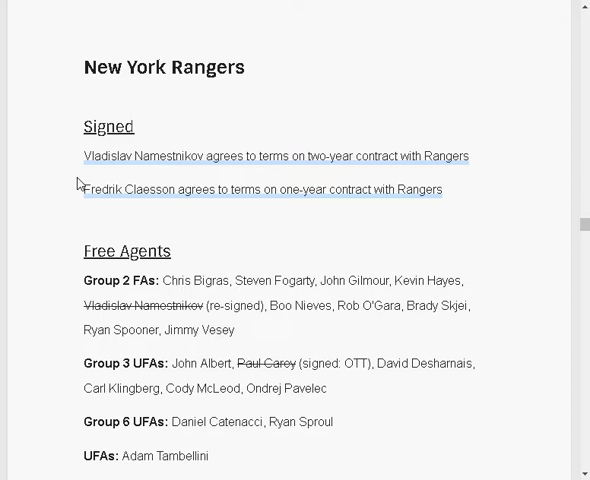 New York Rangers
Signed
Vladislav Namestnikov agrees to terms on two-year contract with Rangers
Fredrik Claesson agrees to terms on one-year contract with Rangers
Free Agents
Group 2 FAs: Chris Bigras, Steven Fogarty, John Gilmour, Kevin Hayes,
Vladislav Namestnikov (re-signed), Boo Nieves, Rob O'Gara, Brady Skjei,
Ryan Spooner, Jimmy Vesey
Group 3 UFAs: John Albert, Paul Carey (signed: OTT), David Desharnais,
Carl Klingberg, Cody McLeod, Ondrej Pavelec
Group 6 UFAs: Daniel Catenacci, Ryan Sproul
UFAs: Adam Tambellini